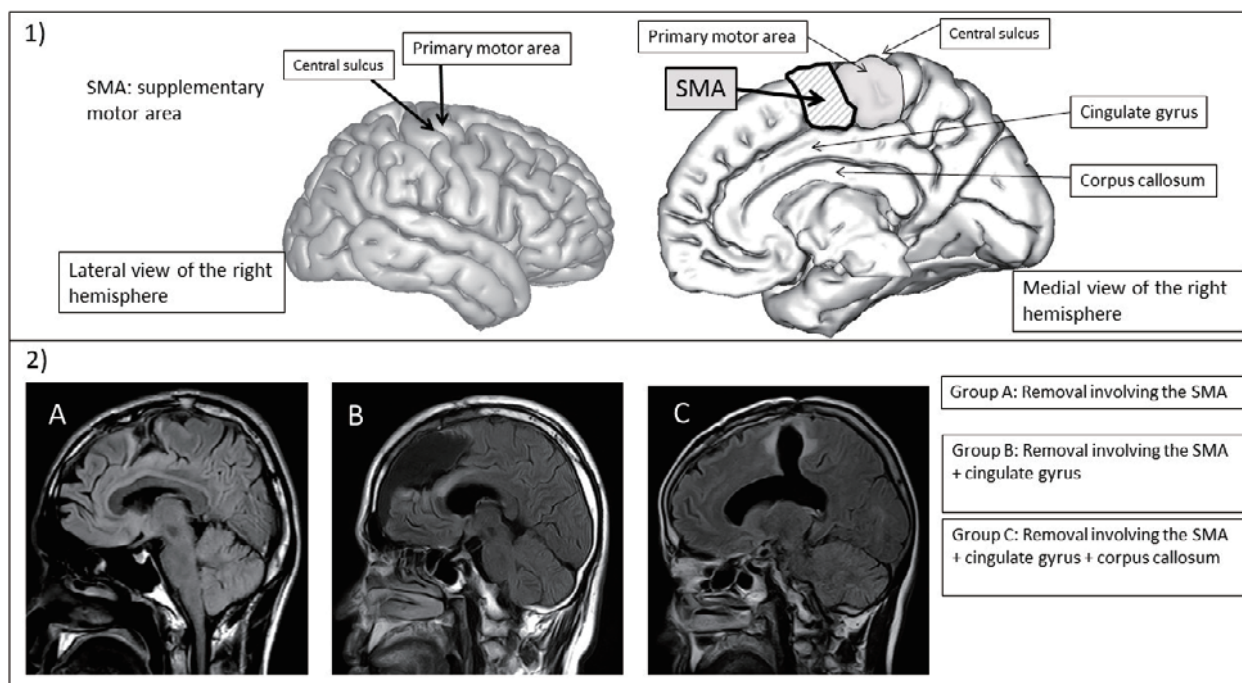 1)
SMA: supplementary
motor area
Central sulcus
Primary motor area
Lateral view of the right
hemisphere
Primary motor area
Central sulcus
SMA
Cingulate gyrus
Corpus callosum
Medial view of the right
hemisphere
2)
A
B
C
Group A: Removal involving the SMA
Group B: Removal involving the SMA
+ cingulate gyrus
Group C: Removal involving the SMA
+ cingulate gyrus + corpus callosum